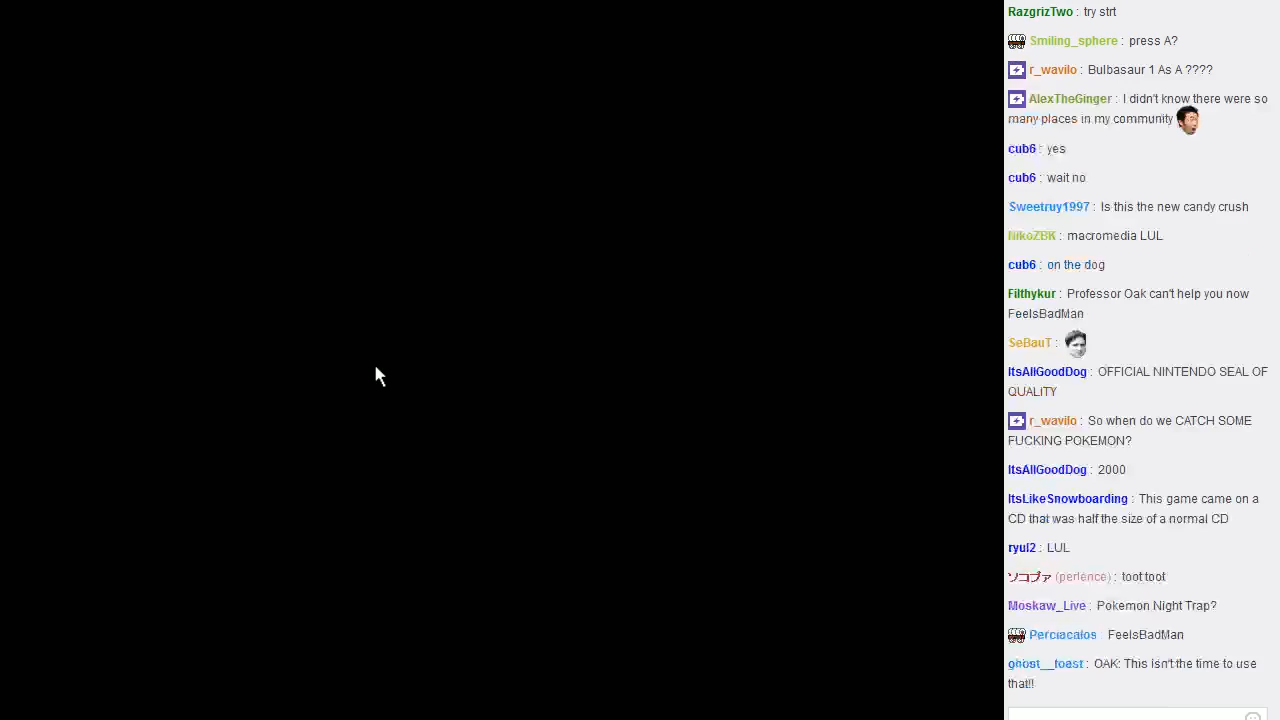 RazgrizTwo : try strt
Smiling_sphere : press A?
r_wavilo : Bulbasaur 1 As A ????
AlexTheGinger : I didn't know there were so
many places in my community
cub6 : yes
cub6 : wait no
Sweetruy1997 : Is this the new candy crush
NikoZBK : macromedia LUL
cub6 : on the dog
Filthykur : Professor Oak can't help you now
FeelsBadMan
SeBauT :
ItsAllGoodDog : OFFICIAL NINTENDO SEAL OF
QUALITY
r_wavilo : So when do we CATCH SOME
FUCKING POKEMON?
ItsAllGoodDog : 2000
ItsLikeSnowboarding : This game came on a
CD that was half the size of a normal CD
ryul2 : LUL
ソコプァ (perlence) : toot toot
Moskaw_Live : Pokemon Night Trap?
Perciacalos FeelsBadMan
ghost__toast : OAK: This isn't the time to use
that!!